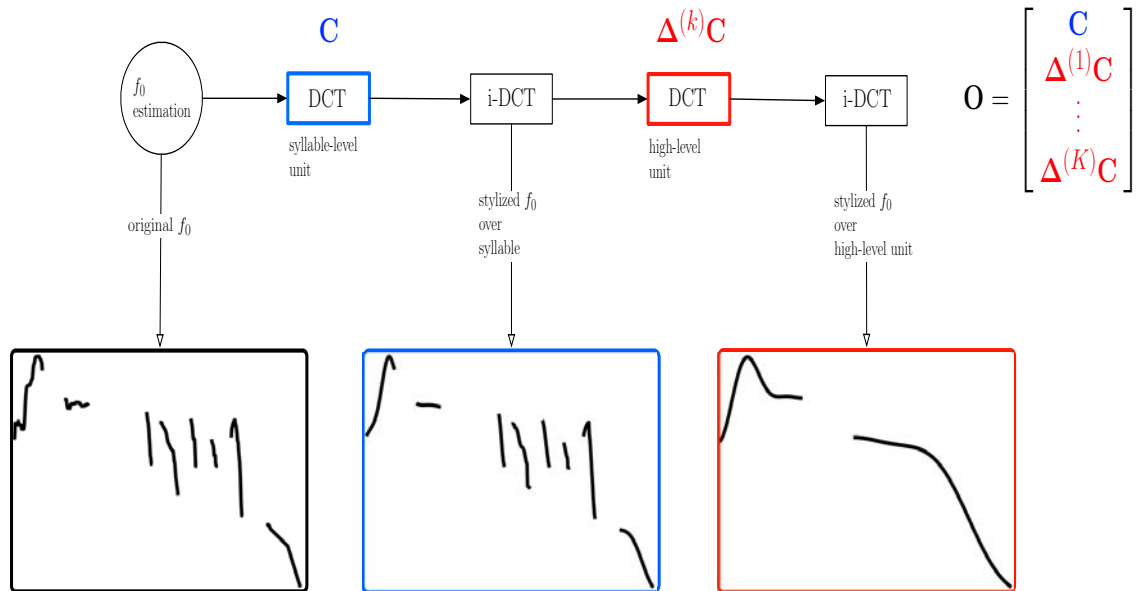 C
Δ^(k)C
f₀
estimation
DCT
i-DCT
DCT
i-DCT
O =
C
Δ^(1)C
⋮
Δ^(K)C
syllable-level
unit
high-level
unit
original f₀
stylized f₀
over
syllable
stylized f₀
over
high-level unit